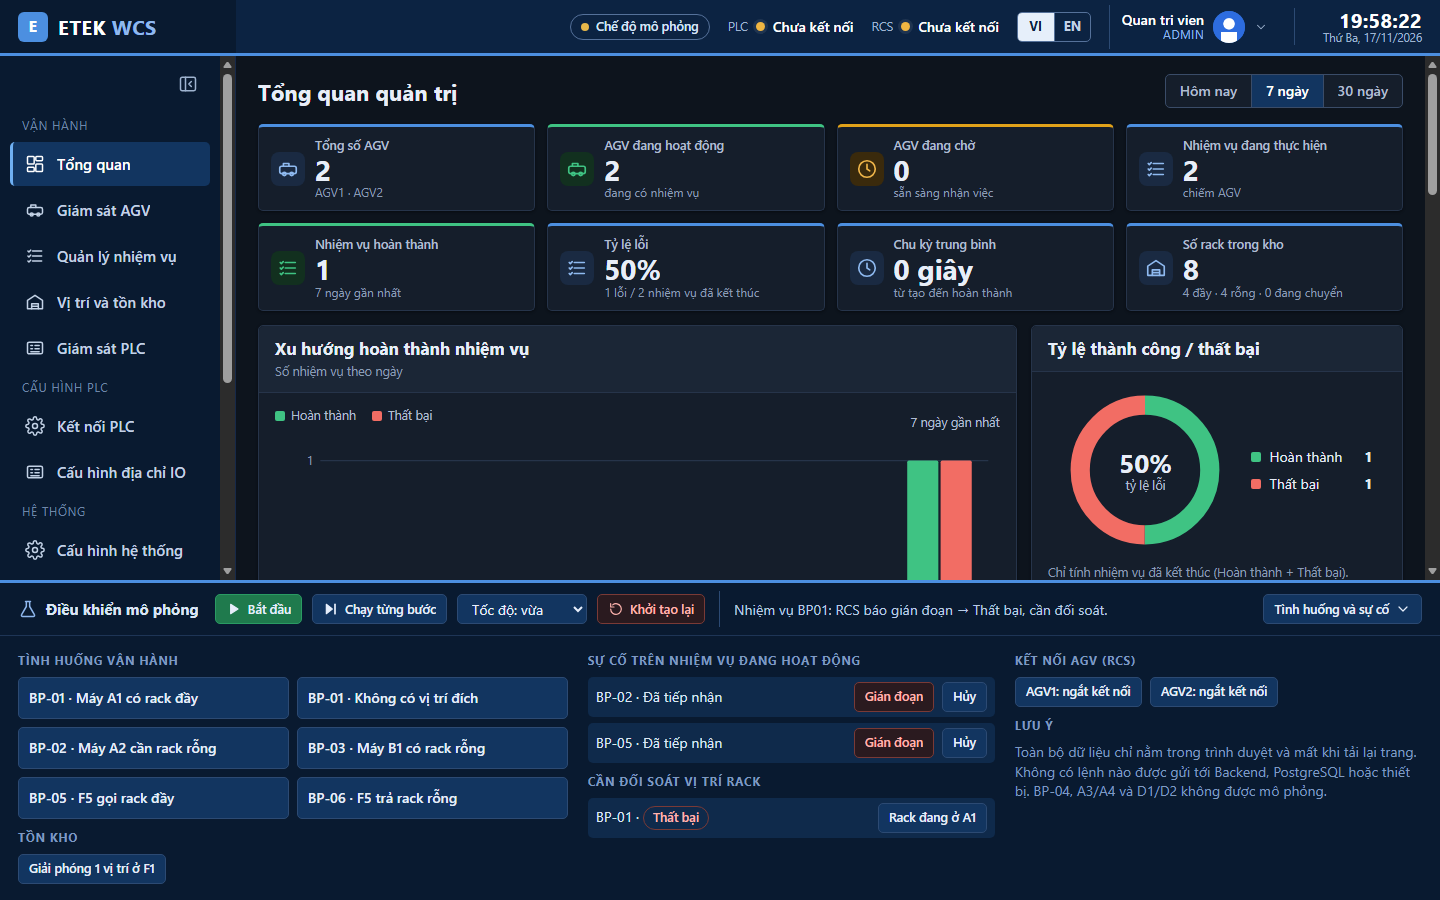 E ETEK WCS
Chế độ mô phỏng
PLC Chưa kết nối
RCS Chưa kết nối
VI EN
Quan tri vien
ADMIN
19:58:22
Thứ Ba, 17/11/2026
VẬN HÀNH
Tổng quan
Giám sát AGV
Quản lý nhiệm vụ
Vị trí và tồn kho
Giám sát PLC
CẤU HÌNH PLC
Kết nối PLC
Cấu hình địa chỉ IO
HỆ THỐNG
Cấu hình hệ thống
Tổng quan quản trị
Hôm nay 7 ngày 30 ngày
Tổng số AGV
2
AGV1 · AGV2
AGV đang hoạt động
2
đang có nhiệm vụ
AGV đang chờ
0
sẵn sàng nhận việc
Nhiệm vụ đang thực hiện
2
chiếm AGV
Nhiệm vụ hoàn thành
1
7 ngày gần nhất
Tỷ lệ lỗi
50%
1 lỗi / 2 nhiệm vụ đã kết thúc
Chu kỳ trung bình
0 giây
từ tạo đến hoàn thành
Số rack trong kho
8
4 đầy · 4 rỗng · 0 đang chuyển
Xu hướng hoàn thành nhiệm vụ
Số nhiệm vụ theo ngày
Hoàn thành Thất bại
7 ngày gần nhất
1
Tỷ lệ thành công / thất bại
50%
tỷ lệ lỗi
Hoàn thành 1
Thất bại 1
Chỉ tính nhiệm vụ đã kết thúc (Hoàn thành + Thất bại).
Điều khiển mô phỏng
Bắt đầu
Chạy từng bước
Tốc độ: vừa
Khởi tạo lại
Nhiệm vụ BP01: RCS báo gián đoạn → Thất bại, cần đối soát.
Tình huống và sự cố
TÌNH HUỐNG VẬN HÀNH
BP-01 · Máy A1 có rack đầy
BP-01 · Không có vị trí đích
BP-02 · Máy A2 cần rack rỗng
BP-03 · Máy B1 có rack rỗng
BP-05 · F5 gọi rack đầy
BP-06 · F5 trả rack rỗng
TỒN KHO
Giải phóng 1 vị trí ở F1
SỰ CỐ TRÊN NHIỆM VỤ ĐANG HOẠT ĐỘNG
BP-02 · Đã tiếp nhận Gián đoạn Hủy
BP-05 · Đã tiếp nhận Gián đoạn Hủy
CẦN ĐỐI SOÁT VỊ TRÍ RACK
BP-01 · Thất bại Rack đang ở A1
KẾT NỐI AGV (RCS)
AGV1: ngắt kết nối
AGV2: ngắt kết nối
LƯU Ý
Toàn bộ dữ liệu chỉ nằm trong trình duyệt và mất khi tải lại trang.
Không có lệnh nào được gửi tới Backend, PostgreSQL hoặc thiết
bị. BP-04, A3/A4 và D1/D2 không được mô phỏng.